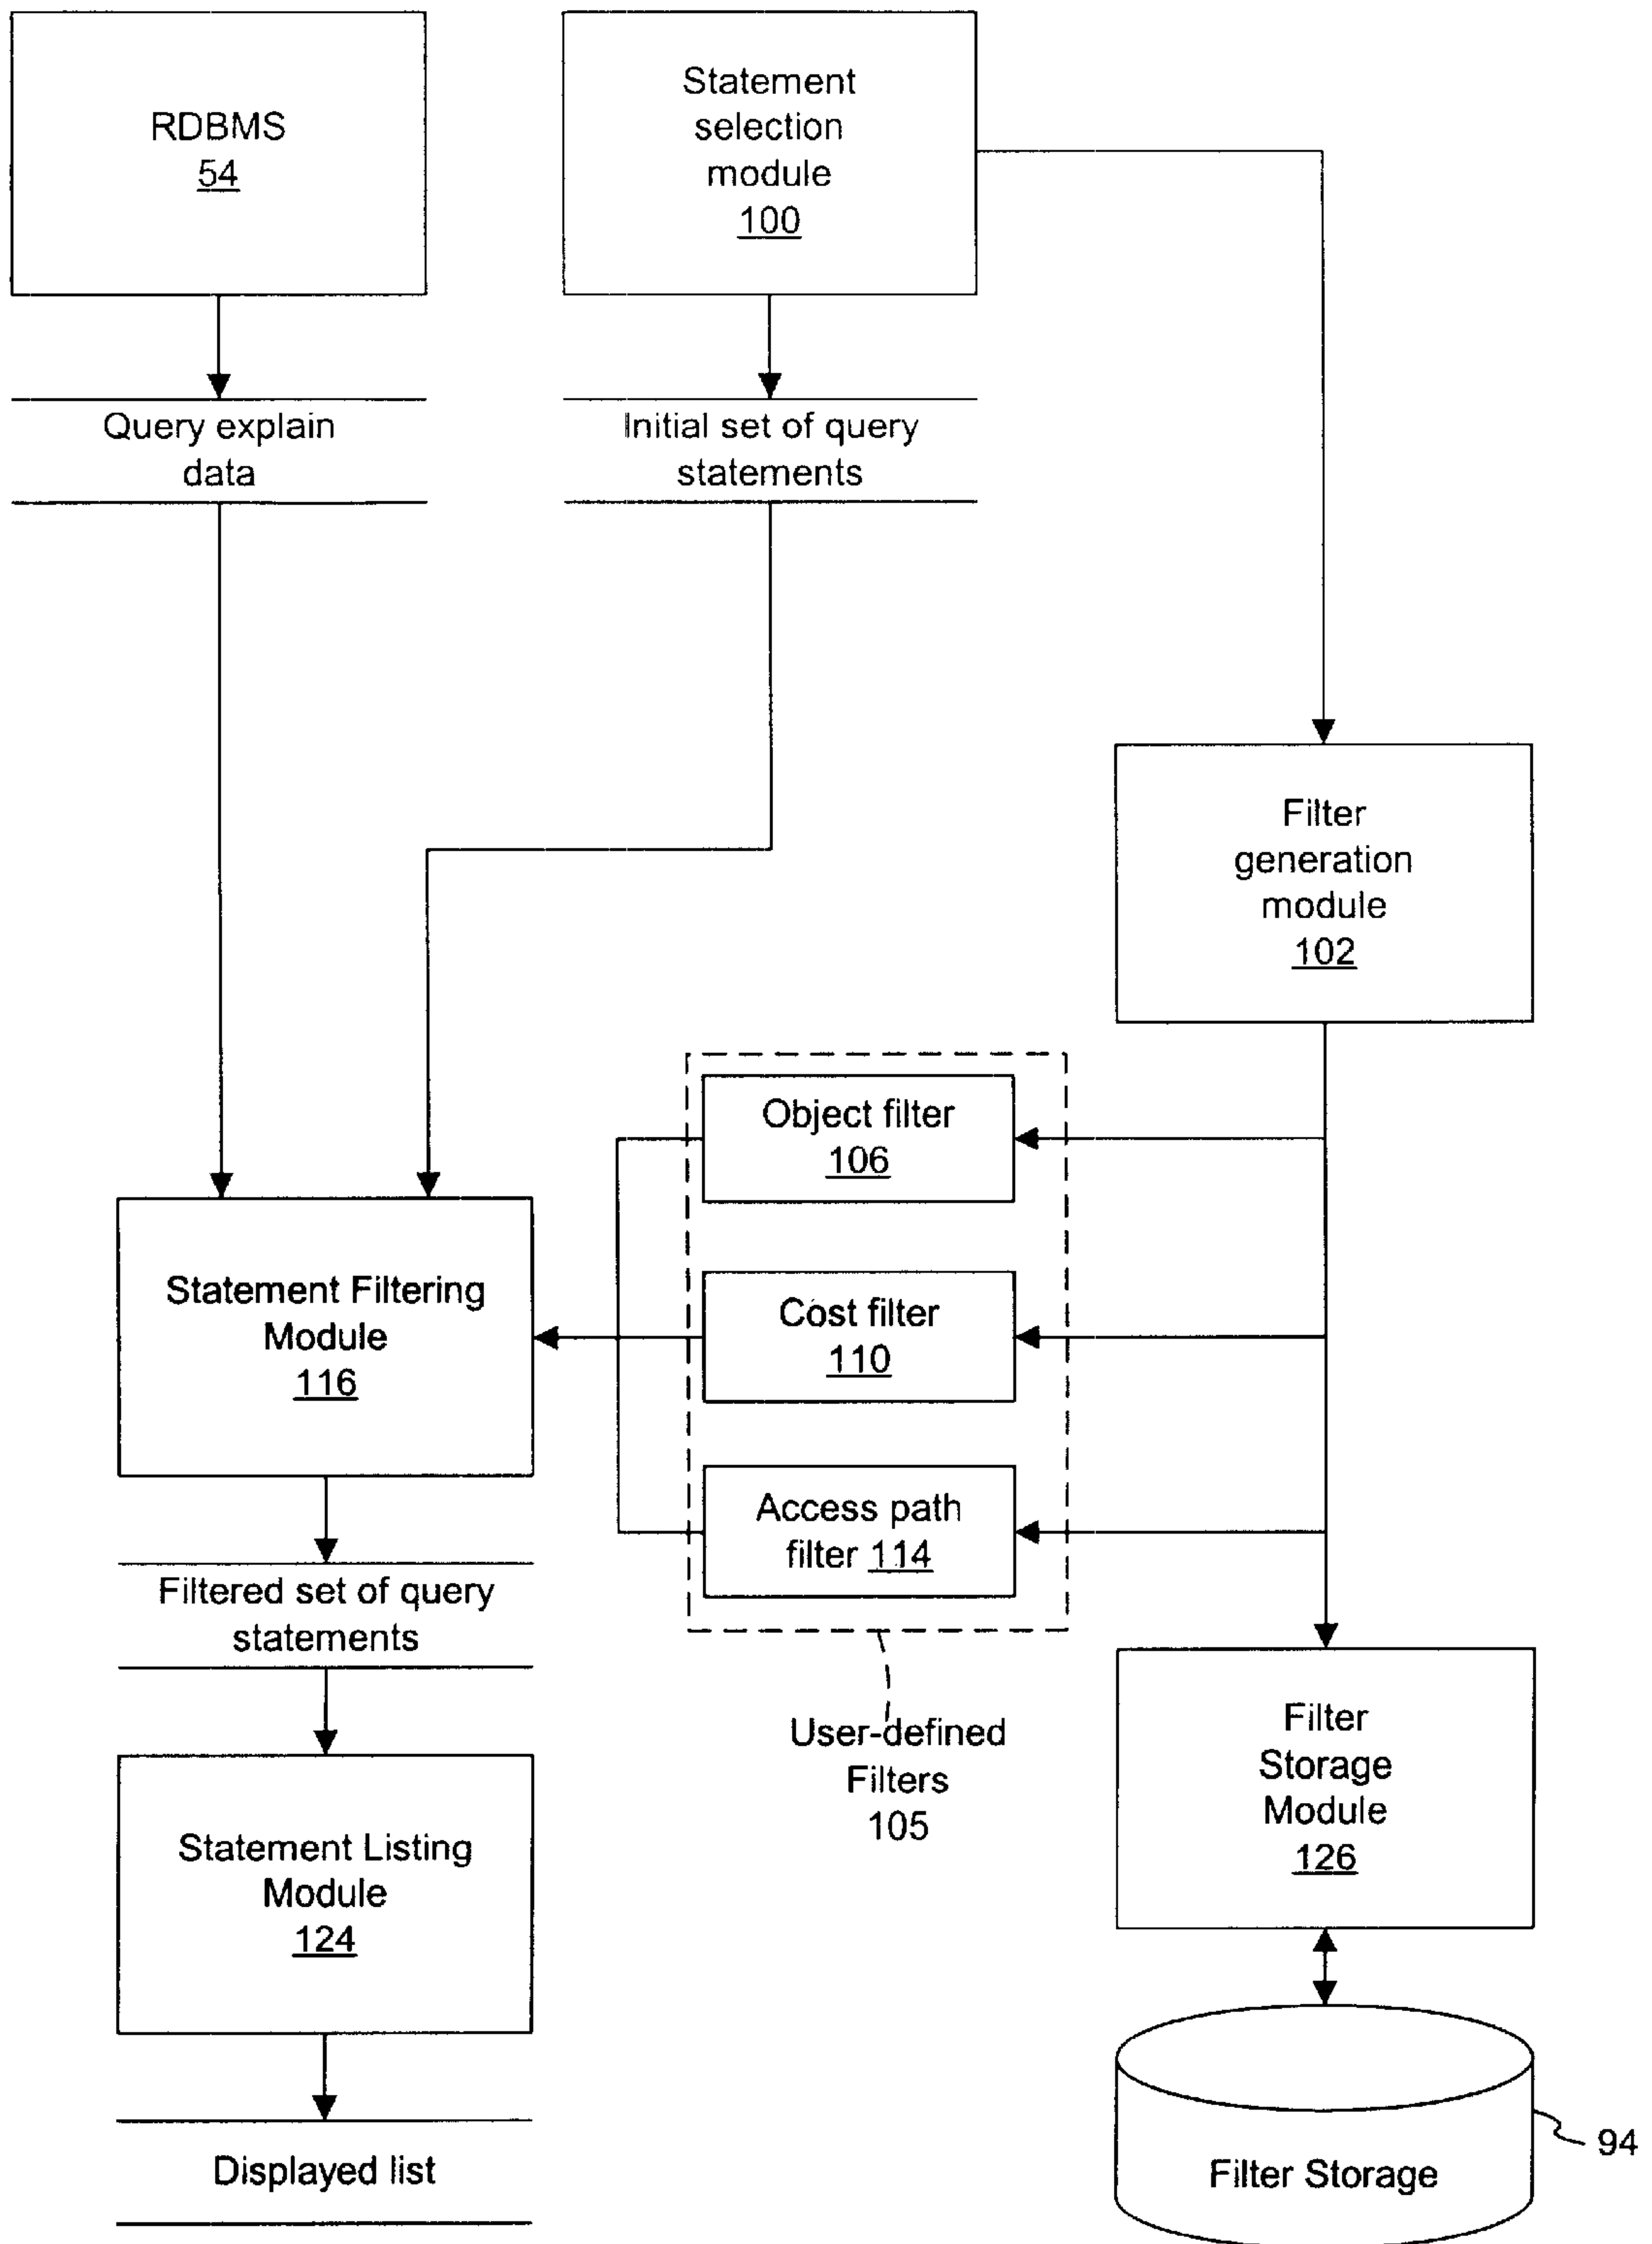 RDBMS
54
Statement
selection
module
100
Query explain
data
Initial set of query
statements
Filter
generation
module
102
Object filter
106
Cost filter
110
Access path
filter 114
Statement Filtering
Module
116
Filtered set of query
statements
User-defined
Filters
105
Filter
Storage
Module
126
Statement Listing
Module
124
Displayed list
Filter Storage
94